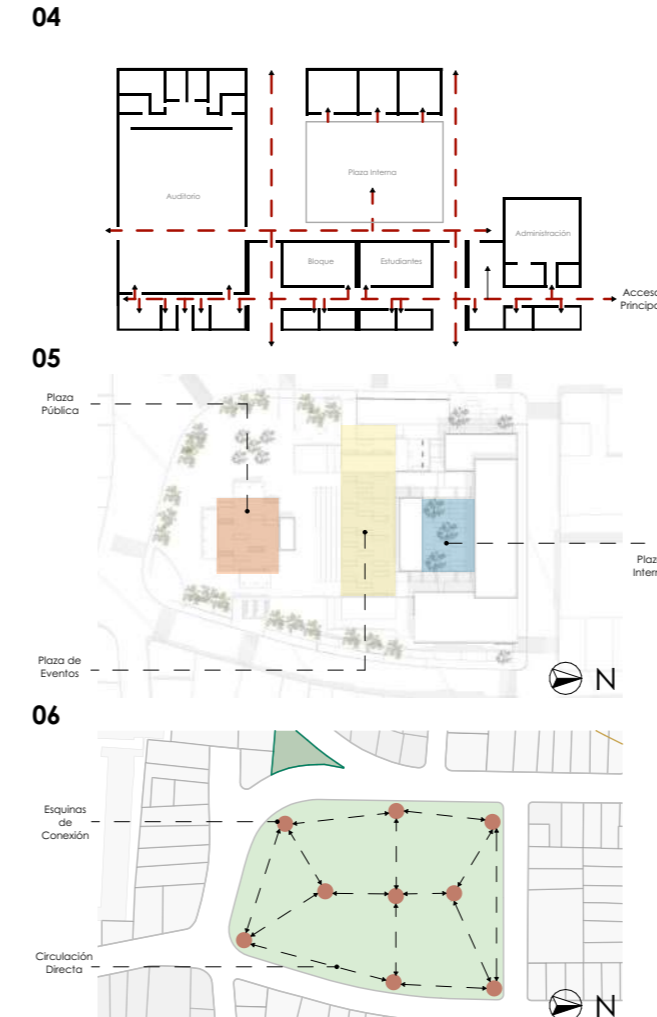 04
Auditorio
Plaza Interna
Bloque
Estudiantes
Administración
Acceso
Principal
05
Plaza
Pública
Plaza
Intern
Plaza de
Eventos
N
06
Esquinas
de
Conexión
Circulación
Directa
N